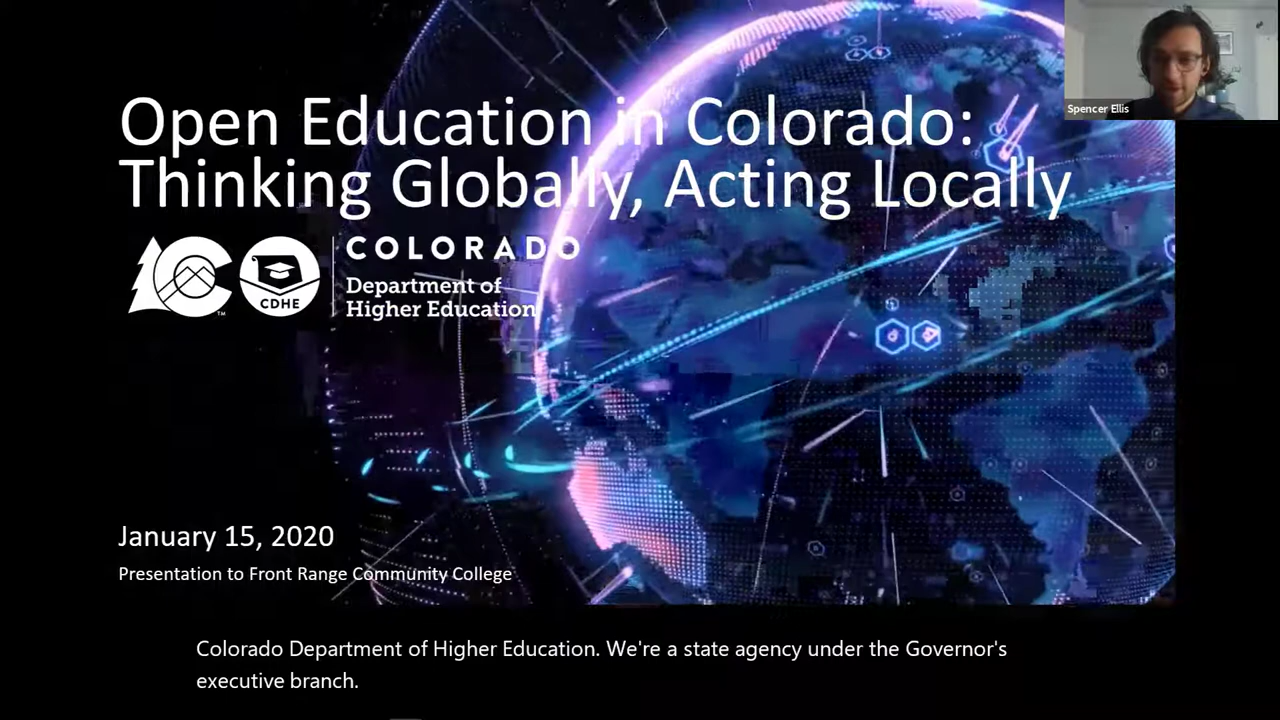 Open Education in Colorado:
Thinking Globally, Acting Locally
Spencer Ellis
CO
TM
CDHE
COLORADO
Department of
Higher Education
January 15, 2020
Presentation to Front Range Community College
Colorado Department of Higher Education. We're a state agency under the Governor's
executive branch.